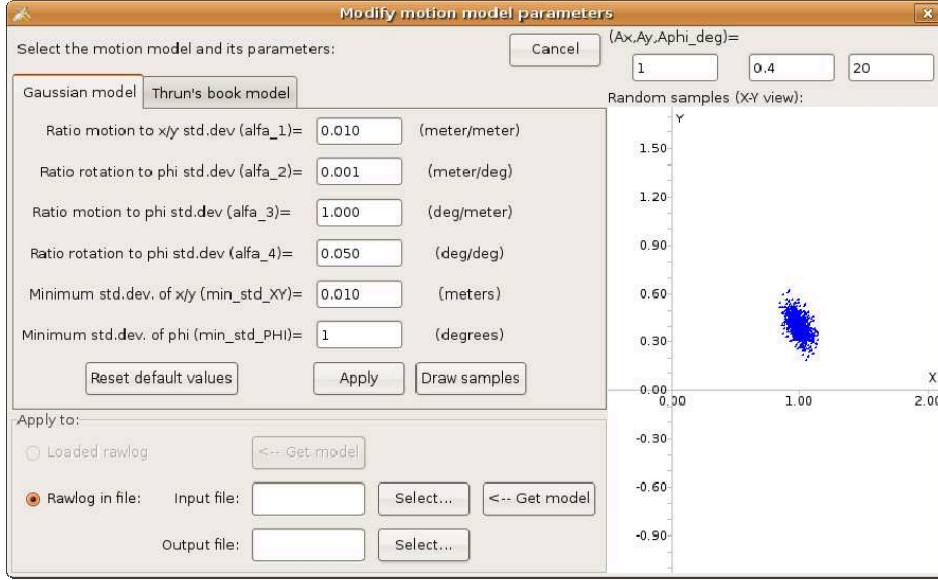 Modify motion model parameters
Select the motion model and its parameters:
Cancel
(Ax,Ay,Aphi_deg)=
1
0.4
20
Gaussian model
Thrun's book model
Random samples (X-Y view):
Ratio motion to x/y std.dev (alfa_1)= 0.010 (meter/meter)
Ratio rotation to phi std.dev (alfa_2)= 0.001 (meter/deg)
Ratio motion to phi std.dev (alfa_3)= 1.000 (deg/meter)
Ratio rotation to phi std.dev (alfa_4)= 0.050 (deg/deg)
Minimum std.dev. of x/y (min_std_XY)= 0.010 (meters)
Minimum std.dev. of phi (min_std_PHI)= 1 (degrees)
Reset default values
Apply
Draw samples
Apply to:
Loaded rawlog
<-- Get model
Rawlog in file:
Input file:
Select...
<-- Get model
Output file:
Select...
Y
1.50
1.20
0.90
0.60
0.30
0.00
X
0.00 1.00 2.00
-0.30
-0.60
-0.90